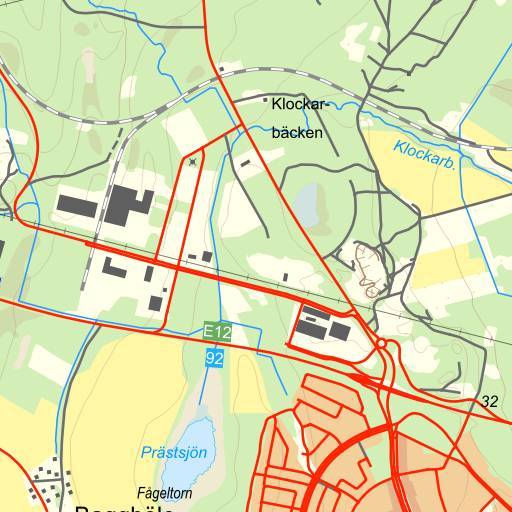 Klockar-
bäcken
Klockarb.
E12
92
32
Prästsjön
Fågeltorn